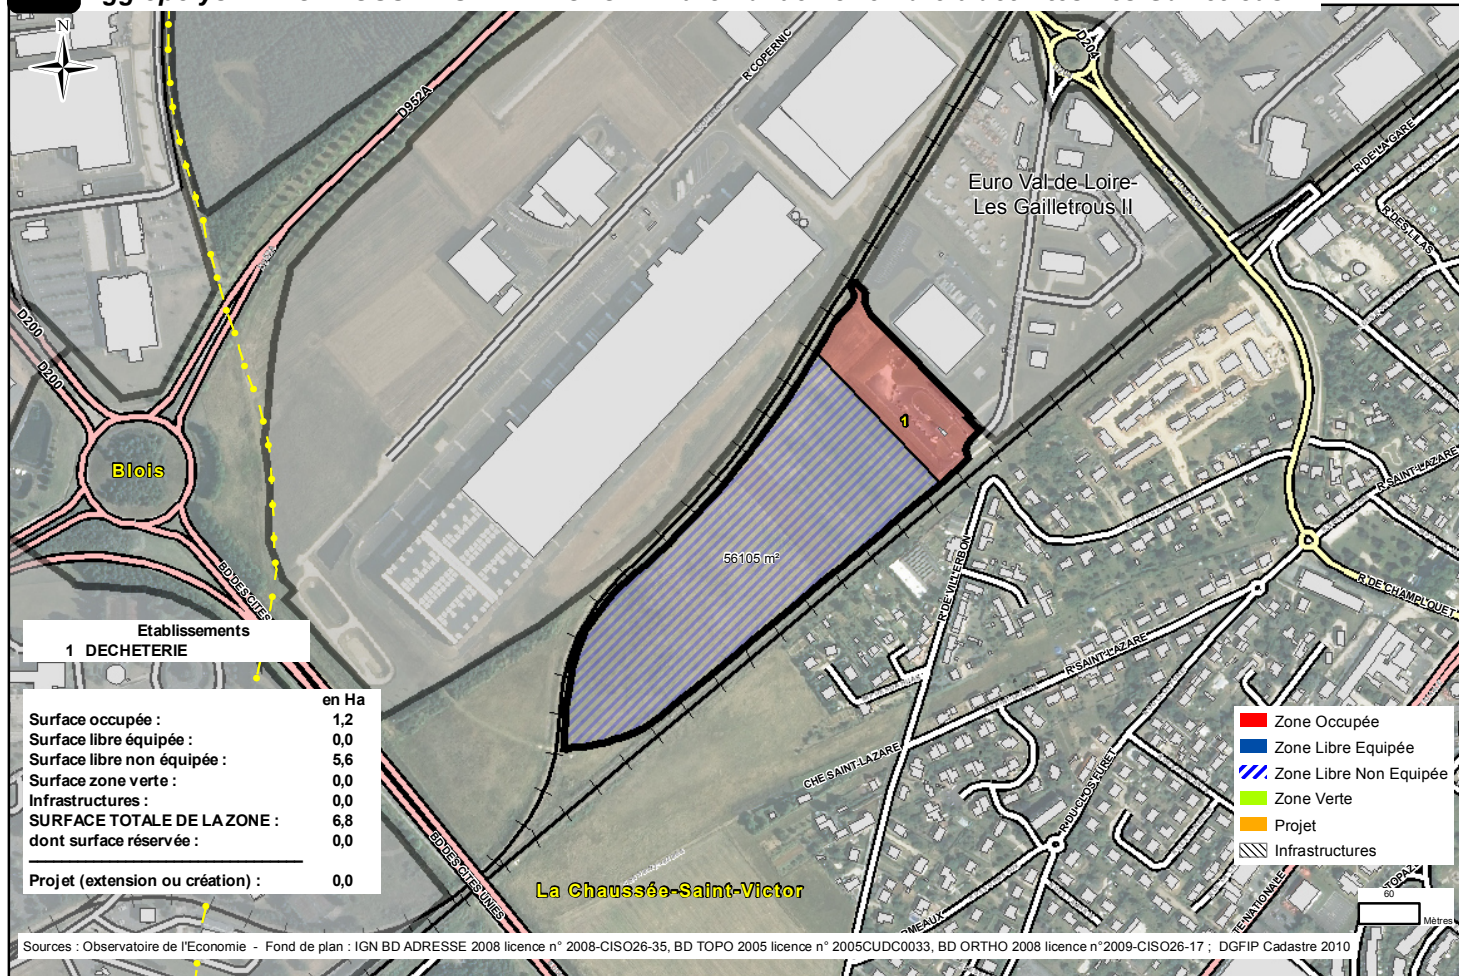 N
D952A
R COPERNIC
D204
R DE LA GARE
R DES LILAS
Euro Val de Loire-
Les Gailletrous II
D200
D200
Blois
1
56105 m²
BD DES CITES
R DE VILLERBON
R SAINT-LAZARE
R DE CHAMPLOUET
R SAINT-LAZARE
CHE SAINT-LAZARE
R DU CLOS FURET
BD DES CITES UNIES
La Chaussée-Saint-Victor
Etablissements
1 DECHETERIE
en Ha
Surface occupée : 1,2
Surface libre équipée : 0,0
Surface libre non équipée : 5,6
Surface zone verte : 0,0
Infrastructures : 0,0
SURFACE TOTALE DE LA ZONE : 6,8
dont surface réservée : 0,0
Projet (extension ou création) : 0,0
Zone Occupée
Zone Libre Equipée
Zone Libre Non Equipée
Zone Verte
Projet
Infrastructures
60
Mètres
Sources : Observatoire de l'Economie - Fond de plan : IGN BD ADRESSE 2008 licence n° 2008-CISO26-35, BD TOPO 2005 licence n° 2005CUDC0033, BD ORTHO 2008 licence n°2009-CISO26-17 ; DGFIP Cadastre 2010